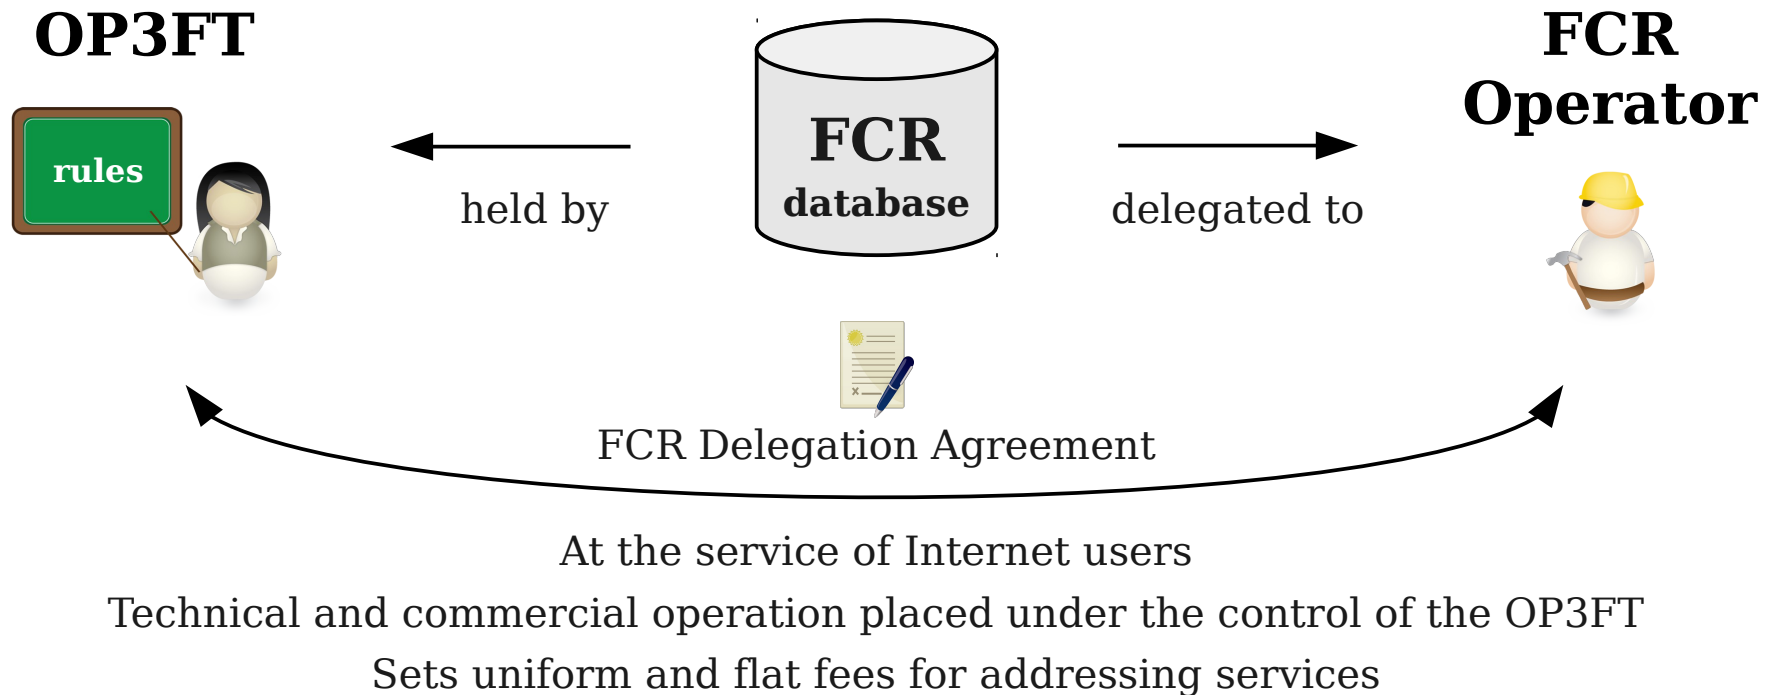 OP3FT
FCR
Operator
rules
FCR
database
held by
delegated to
x
FCR Delegation Agreement
At the service of Internet users
Technical and commercial operation placed under the control of the OP3FT
Sets uniform and flat fees for addressing services